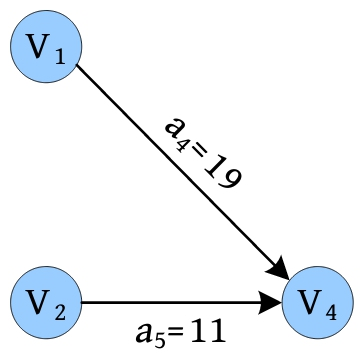 V₁
a₄=19
V₂
V₄
a₅=11